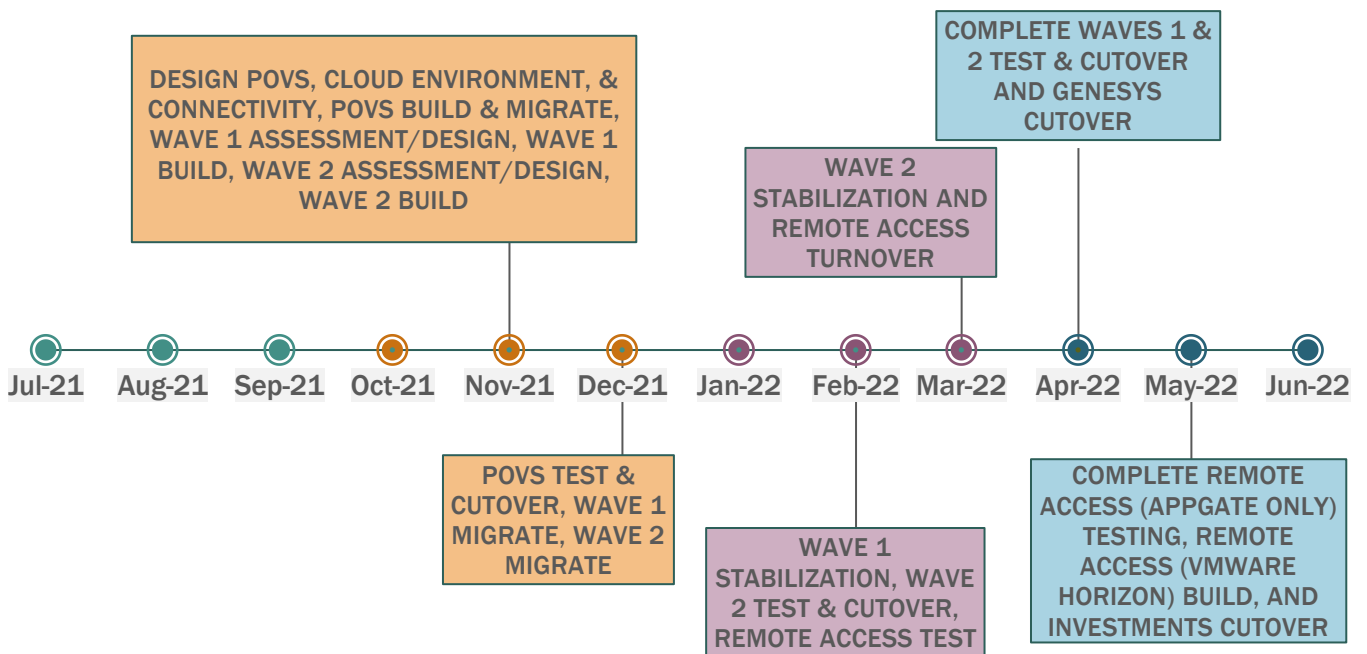 DESIGN POVS, CLOUD ENVIRONMENT, &
CONNECTIVITY, POVS BUILD & MIGRATE,
WAVE 1 ASSESSMENT/DESIGN, WAVE 1
BUILD, WAVE 2 ASSESSMENT/DESIGN,
WAVE 2 BUILD
WAVE 2
STABILIZATION AND
REMOTE ACCESS
TURNOVER
COMPLETE WAVES 1 &
2 TEST & CUTOVER
AND GENESYS
CUTOVER
Jul-21 Aug-21 Sep-21 Oct-21 Nov-21 Dec-21 Jan-22 Feb-22 Mar-22 Apr-22 May-22 Jun-22
POVS TEST &
CUTOVER, WAVE 1
MIGRATE, WAVE 2
MIGRATE
WAVE 1
STABILIZATION, WAVE
2 TEST & CUTOVER,
REMOTE ACCESS TEST
COMPLETE REMOTE
ACCESS (APPGATE ONLY)
TESTING, REMOTE
ACCESS (VMWARE
HORIZON) BUILD, AND
INVESTMENTS CUTOVER